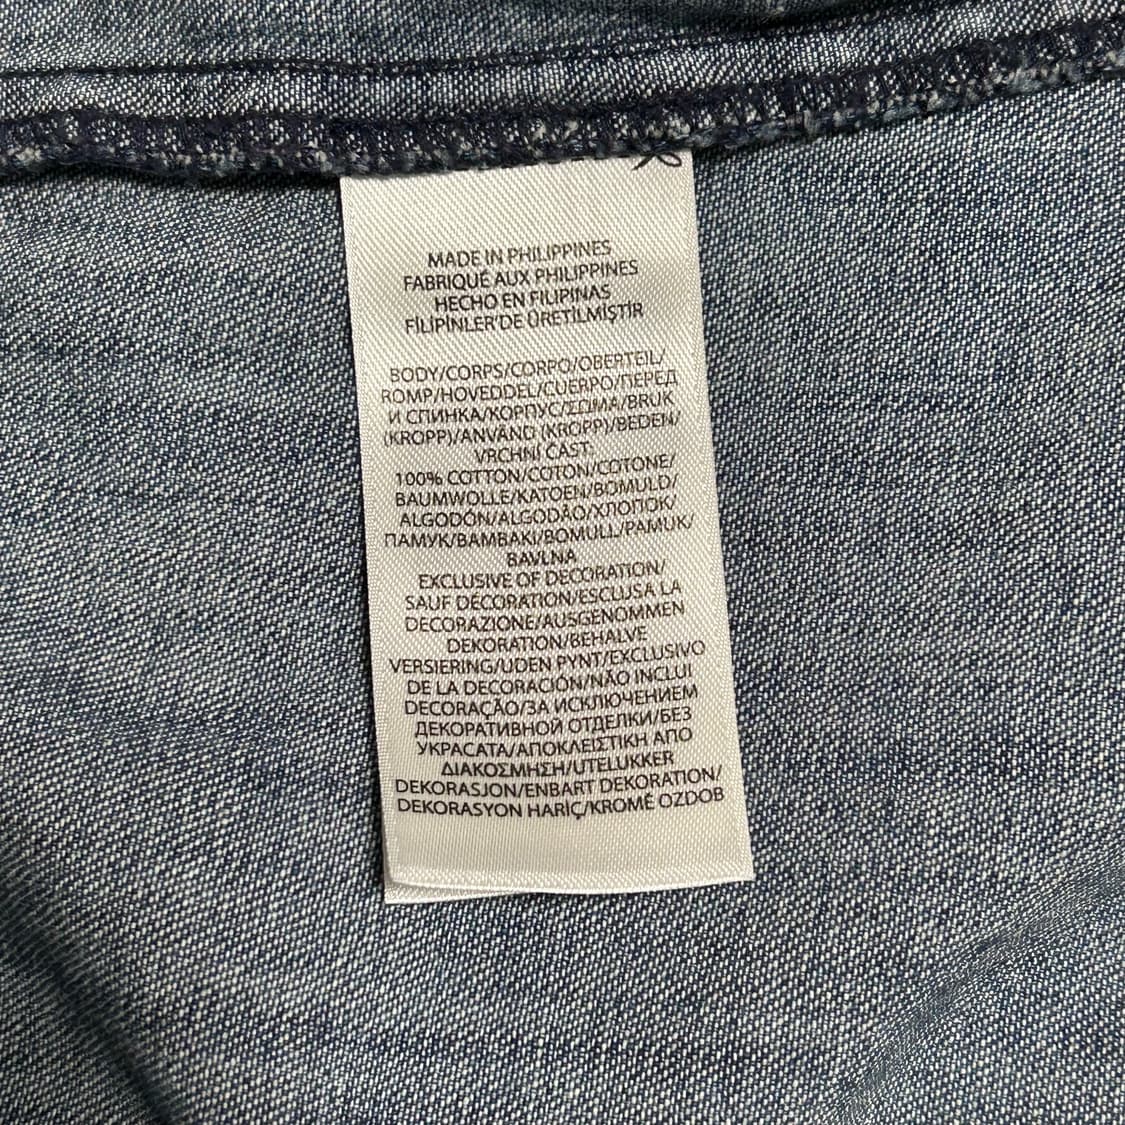 MADE IN PHILIPPINES
FABRIQUÉ AUX PHILIPPINES
HECHO EN FILIPINAS
FİLİPİNLER'DE ÜRETİLMİŞTİR
BODY/CORPS/CORPO/OBERTEIL/
ROMP/HOVEDDEL/CUERPO/ПЕРЕД
И СПИНКА/КОРПУС/ΣΩΜΑ/BRUK
(KROPP)/ANVÄND (KROPP)/BEDEN/
VRCHNÍ ČÁST:
100% COTTON/COTON/COTONE/
BAUMWOLLE/KATOEN/BOMULD/
ALGODÓN/ALGODÃO/ХЛОПОК/
ПАМУК/ΒΑΜΒΑΚΙ/BOMULL/PAMUK/
BAVLNA
EXCLUSIVE OF DECORATION/
SAUF DÉCORATION/ESCLUSA LA
DECORAZIONE/AUSGENOMMEN
DEKORATION/BEHALVE
VERSIERING/UDEN PYNT/EXCLUSIVO
DE LA DECORACIÓN/NÃO INCLUI
DECORAÇÃO/ЗА ИСКЛЮЧЕНИЕМ
ДЕКОРАТИВНОЙ ОТДЕЛКИ/БЕЗ
УКРАСАТА/ΑΠΟΚΛΕΙΣΤΙΚΗ ΑΠΟ
ΔΙΑΚΟΣΜΗΣΗ/UTELUKKER
DEKORASJON/ENBART DEKORATION/
DEKORASYON HARİÇ/KROMĚ OZDOB